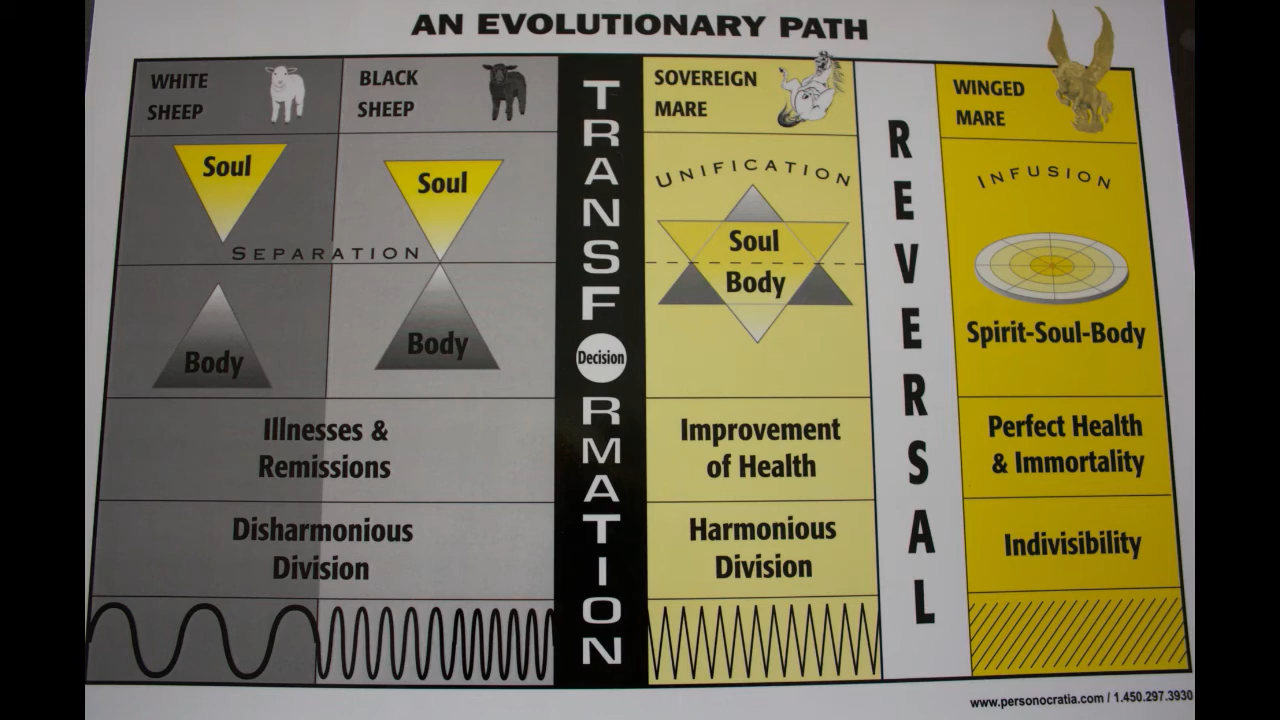 AN EVOLUTIONARY PATH
WHITE
SHEEP
BLACK
SHEEP
TRANSFORMATION
Decision
SOVEREIGN
MARE
REVERSAL
WINGED
MARE
Soul
Soul
SEPARATION
Body
Body
UNIFICATION
Soul
Body
INFUSION
Spirit-Soul-Body
Illnesses &
Remissions
Improvement
of Health
Perfect Health
& Immortality
Disharmonious
Division
Harmonious
Division
Indivisibility
www.personocratia.com / 1.450.297.3930